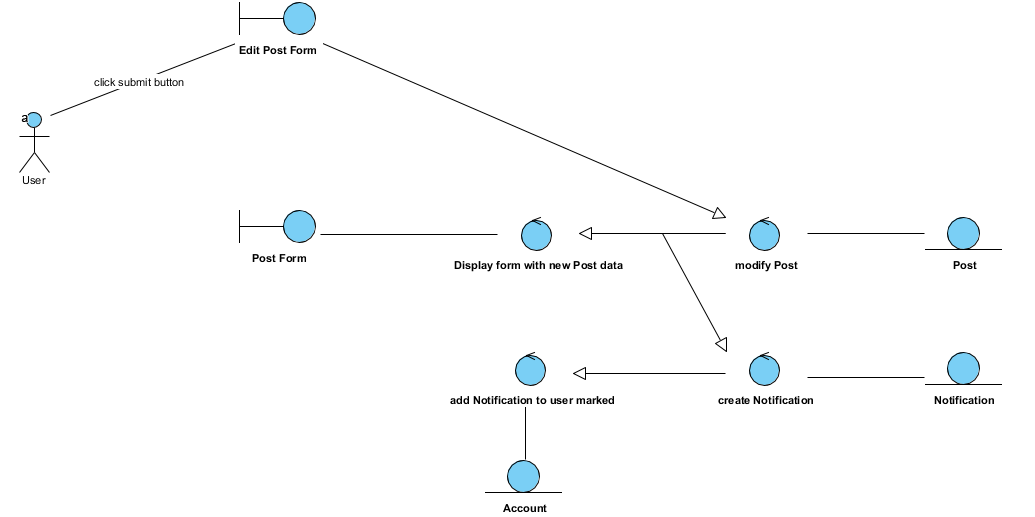 Edit Post Form
click submit button
a
User
Post Form
Display form with new Post data
modify Post
Post
add Notification to user marked
create Notification
Notification
Account